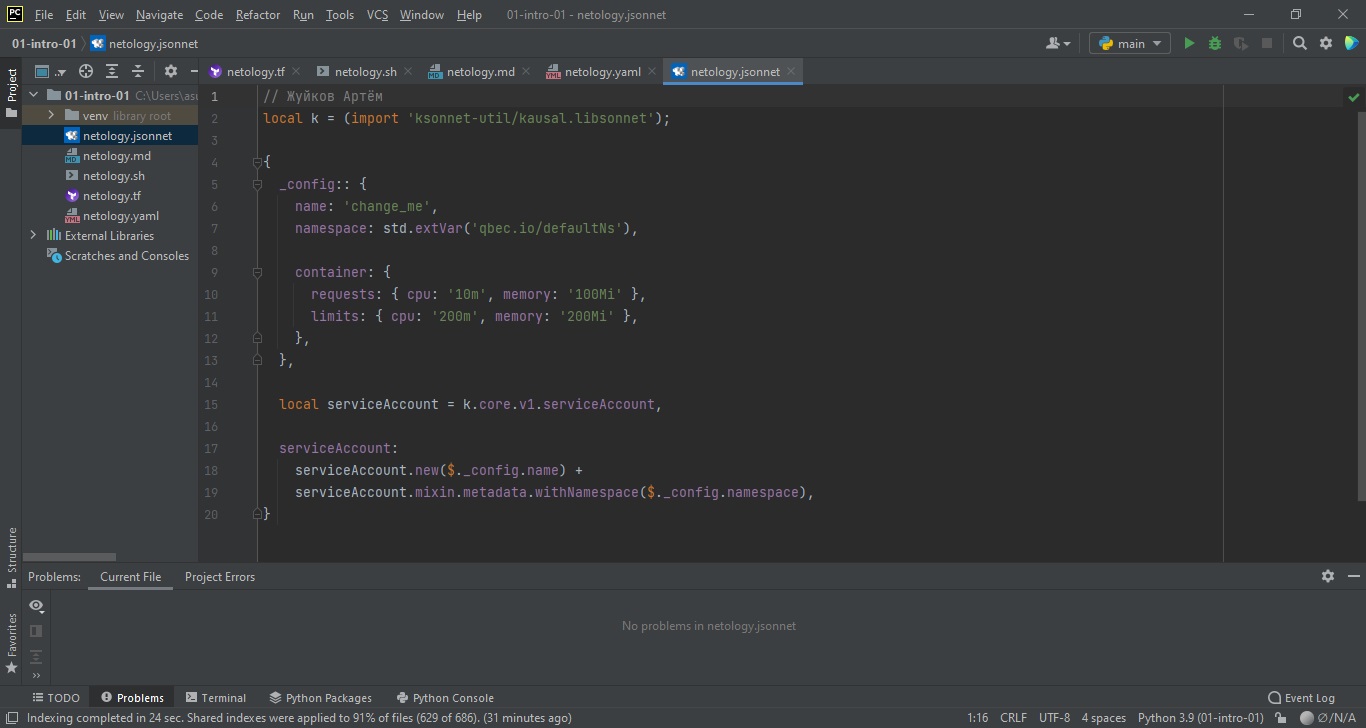 File Edit View Navigate Code Refactor Run Tools VCS Window Help 01-intro-01 - netology.jsonnet
01-intro-01 netology.jsonnet main
Project
01-intro-01 C:\Users\asu
venv library root
netology.jsonnet
netology.md
netology.sh
netology.tf
netology.yaml
External Libraries
Scratches and Consoles
netology.tf netology.sh netology.md netology.yaml netology.jsonnet
1 // Жуйков Артём
2 local k = (import 'ksonnet-util/kausal.libsonnet');
3
4 {
5 _config:: {
6 name: 'change_me',
7 namespace: std.extVar('qbec.io/defaultNs'),
8
9 container: {
10 requests: { cpu: '10m', memory: '100Mi' },
11 limits: { cpu: '200m', memory: '200Mi' },
12 },
13 },
14
15 local serviceAccount = k.core.v1.serviceAccount,
16
17 serviceAccount:
18 serviceAccount.new($._config.name) +
19 serviceAccount.mixin.metadata.withNamespace($._config.namespace),
20 }
Structure
Favorites
Problems: Current File Project Errors
No problems in netology.jsonnet
TODO Problems Terminal Python Packages Python Console Event Log
Indexing completed in 24 sec. Shared indexes were applied to 91% of files (629 of 686). (31 minutes ago) 1:16 CRLF UTF-8 4 spaces Python 3.9 (01-intro-01) Ø/N/A